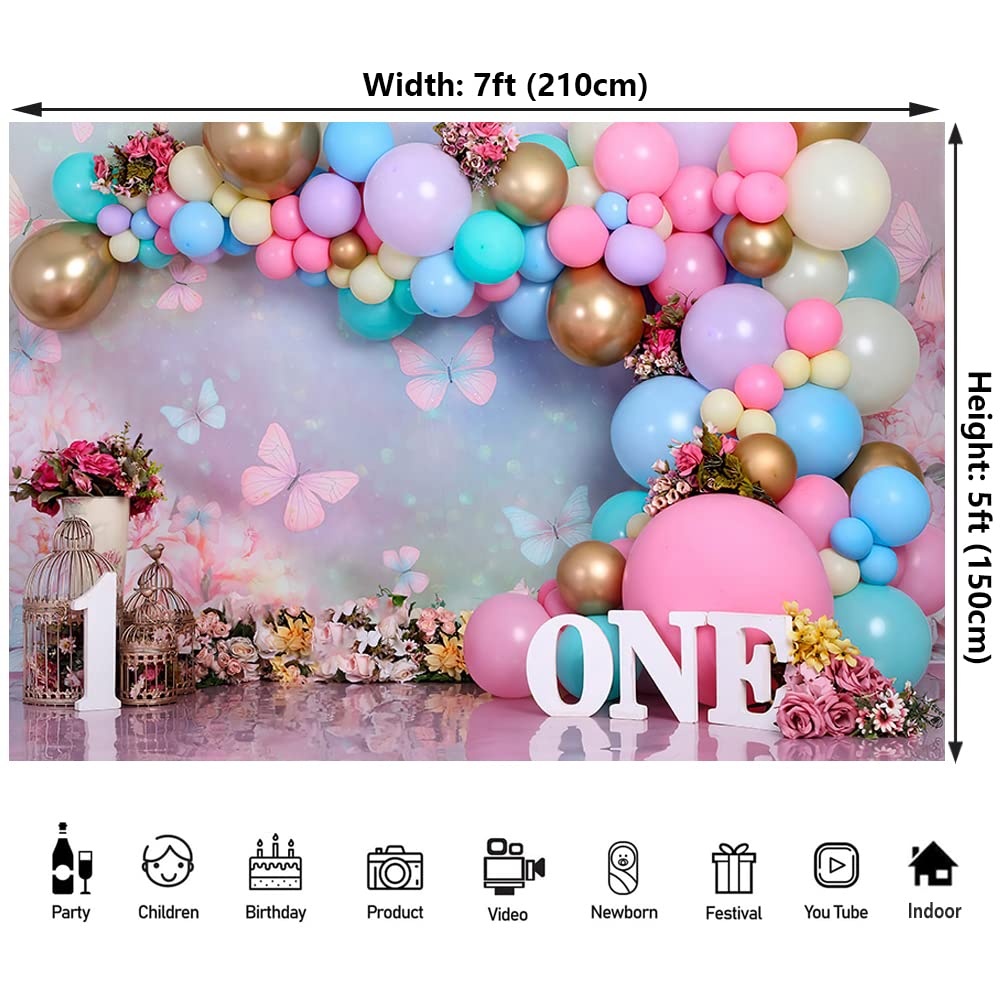 Width: 7ft (210cm)
Height: 5ft (150cm)
1
ONE
Party
Children
Birthday
Product
Video
Newborn
Festival
You Tube
Indoor